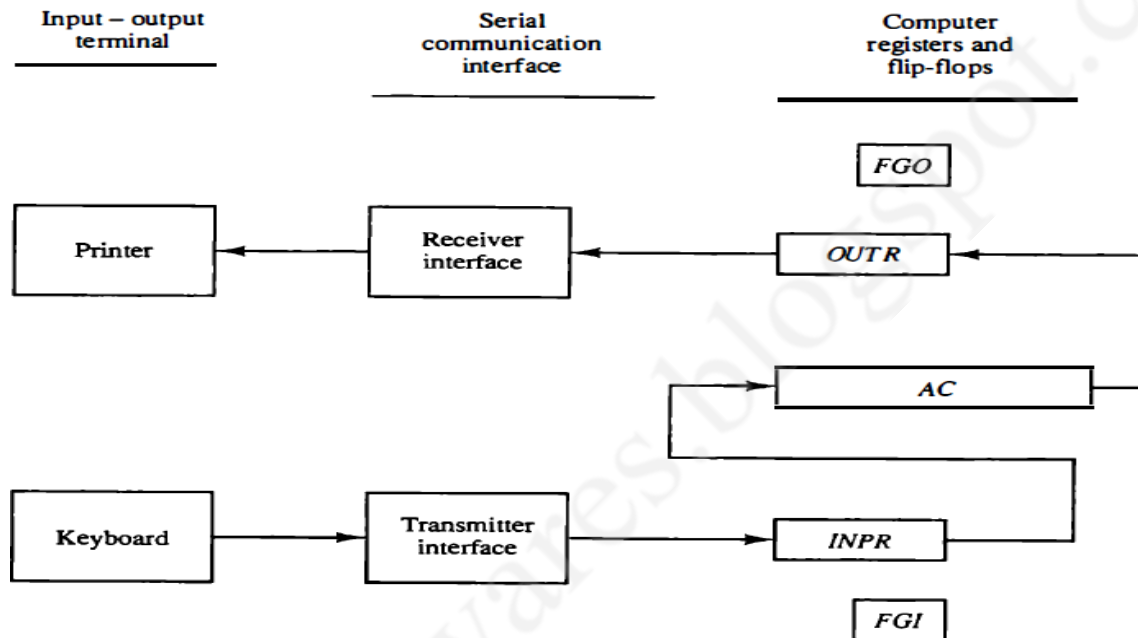 Input – output
terminal
Serial
communication
interface
Computer
registers and
flip-flops
FGO
Printer
Receiver
interface
OUTR
AC
Keyboard
Transmitter
interface
INPR
FGI